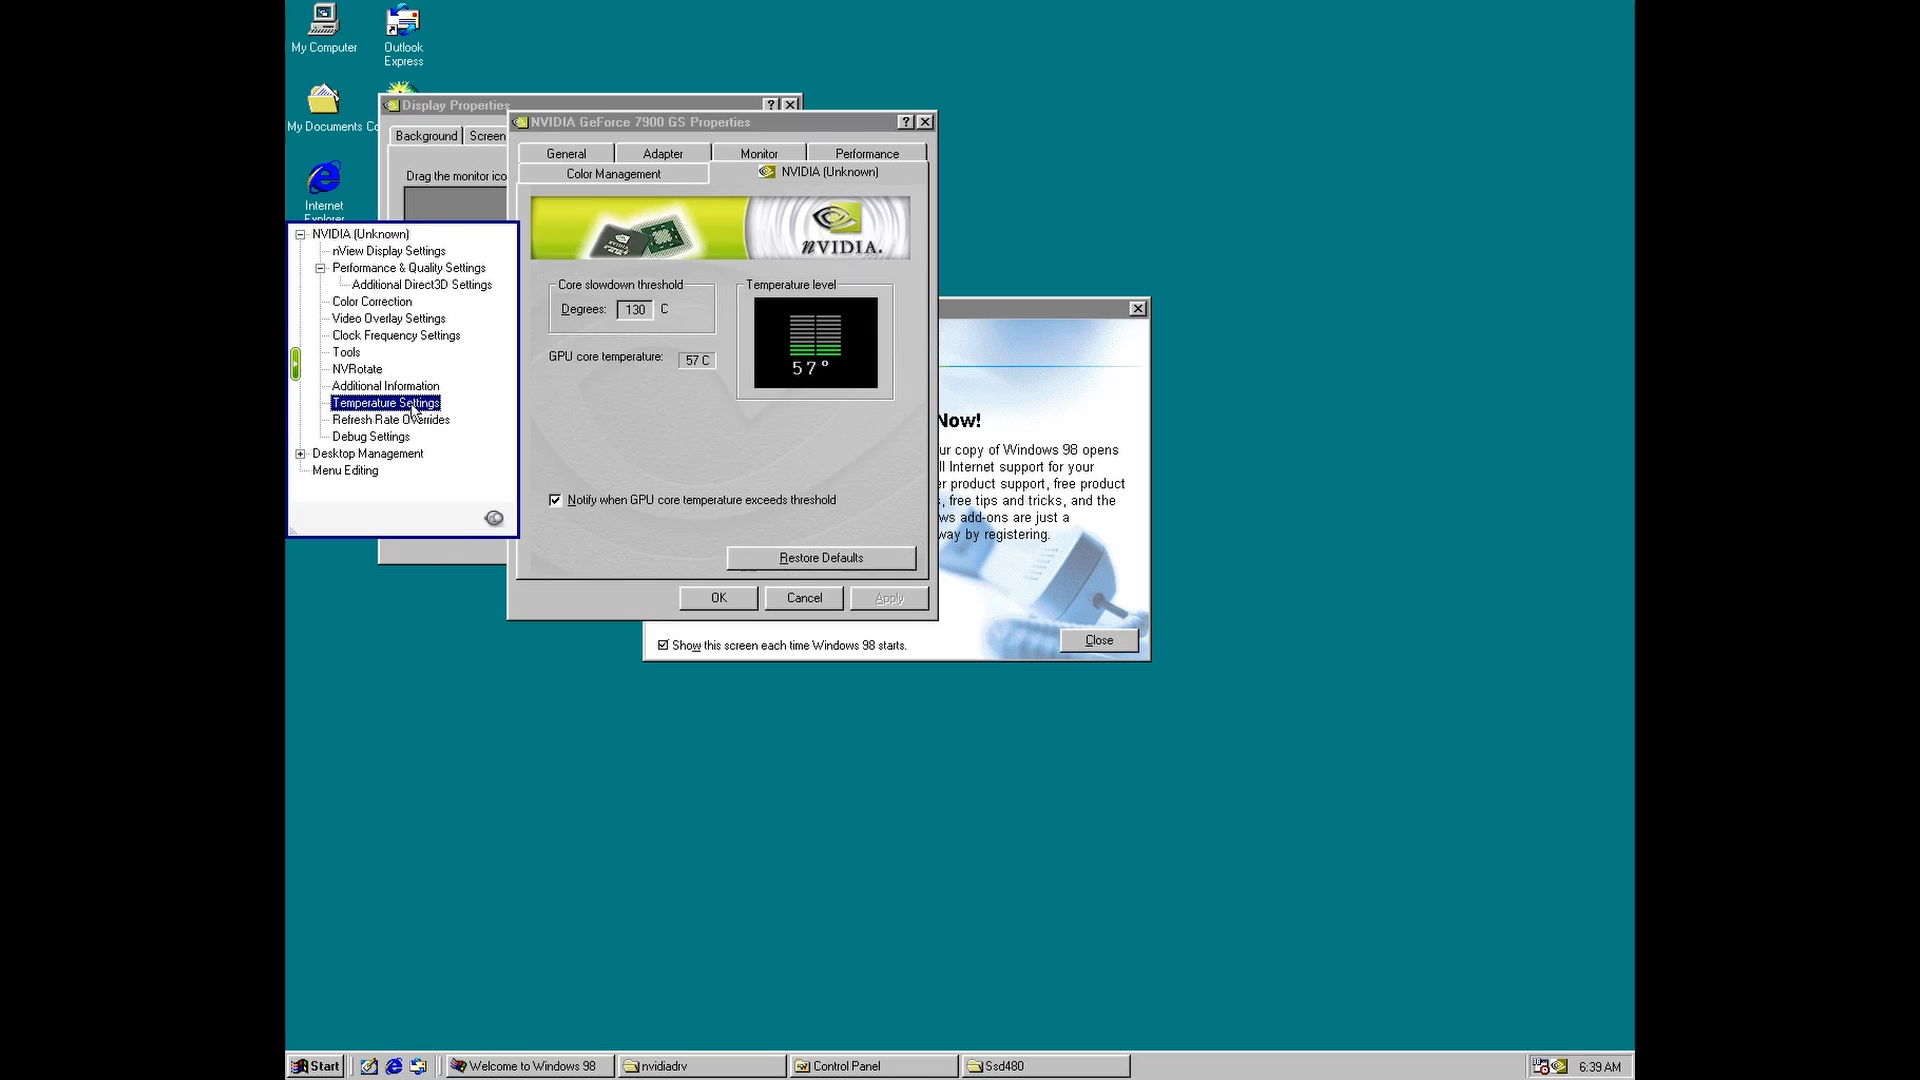 My Computer
Outlook
Express
My Documents
Internet
Explorer
Display Properties
Background
Screen
Drag the monitor ico
NVIDIA GeForce 7900 GS Properties
General
Adapter
Monitor
Performance
Color Management
NVIDIA (Unknown)
nVIDIA.
Core slowdown threshold
Degrees: 130 C
GPU core temperature: 57 C
Temperature level
57°
Notify when GPU core temperature exceeds threshold
Restore Defaults
OK
Cancel
Apply
NVIDIA (Unknown)
nView Display Settings
Performance & Quality Settings
Additional Direct3D Settings
Color Correction
Video Overlay Settings
Clock Frequency Settings
Tools
NVRotate
Additional Information
Temperature Settings
Refresh Rate Overrides
Debug Settings
Desktop Management
Menu Editing
Now!
ur copy of Windows 98 opens
ll Internet support for your
er product support, free product
s, free tips and tricks, and the
ws add-ons are just a
way by registering.
Show this screen each time Windows 98 starts.
Close
Start
Welcome to Windows 98
nvidiadrv
Control Panel
Ssd480
6:39 AM